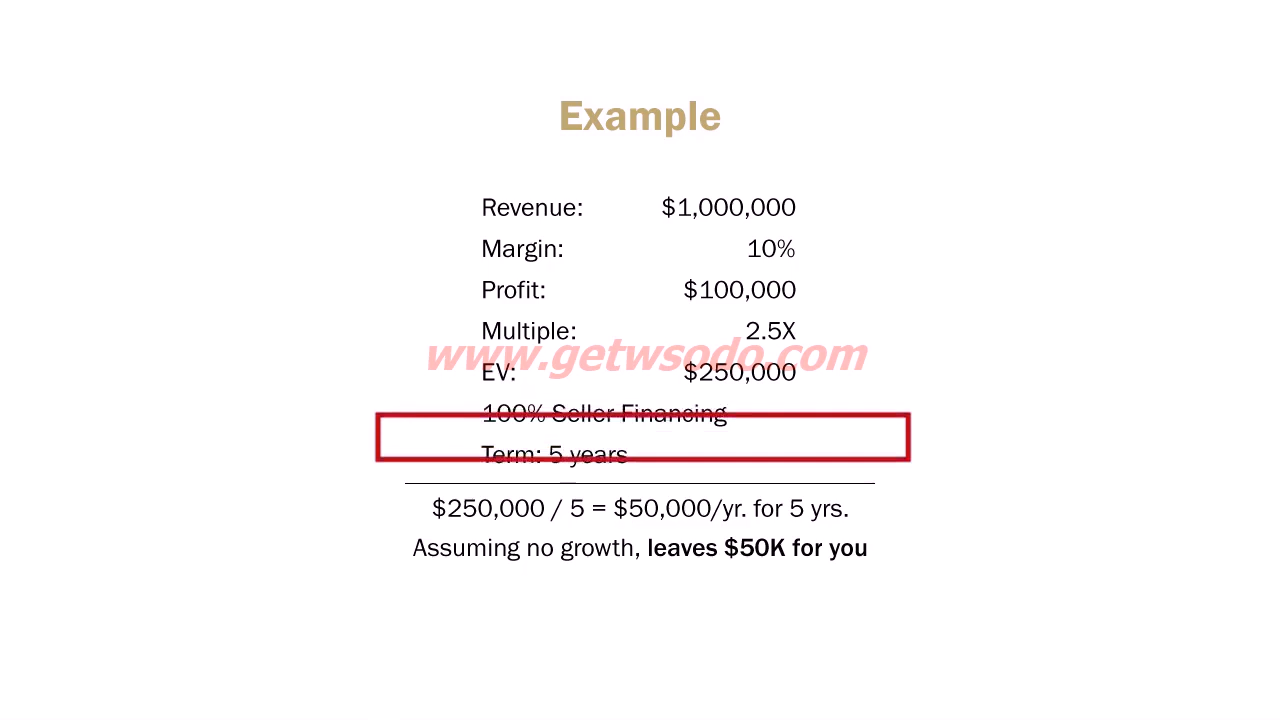 Example
Revenue: $1,000,000
Margin: 10%
Profit: $100,000
Multiple: 2.5X
www.getwsodo.com
EV: $250,000
100% Seller Financing
Term: 5 years
$250,000 / 5 = $50,000/yr. for 5 yrs.
Assuming no growth, leaves $50K for you